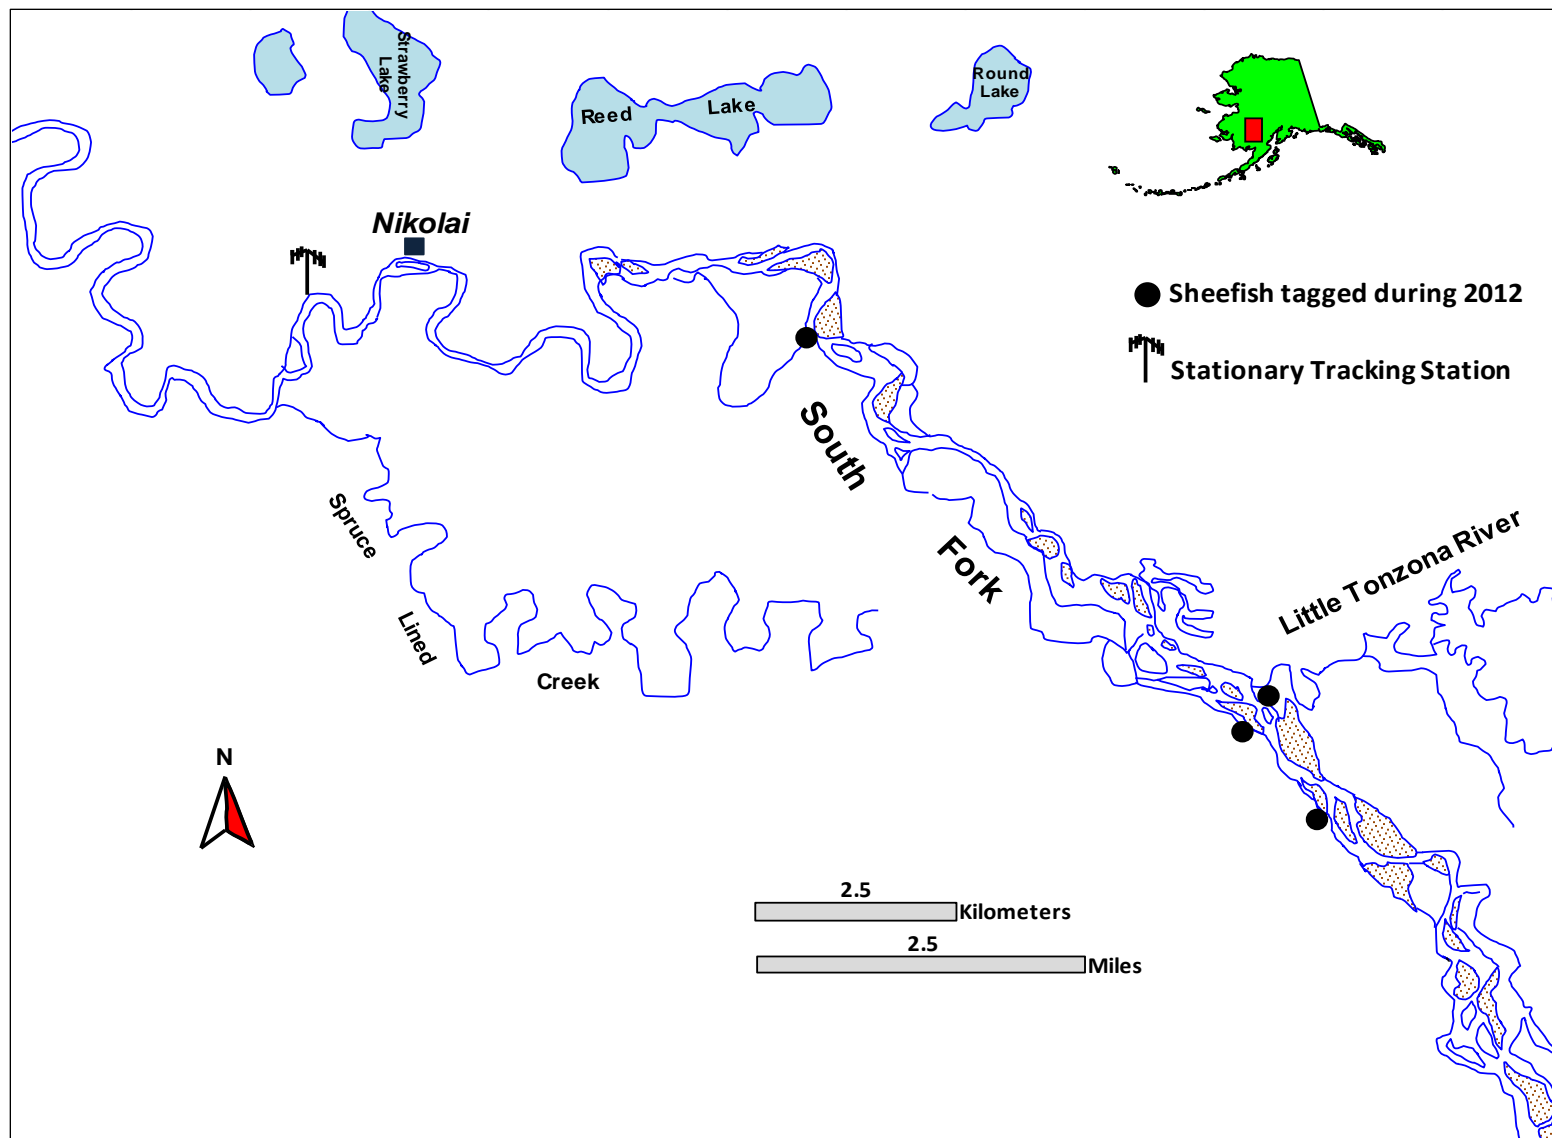 Strawberry
Lake
Reed
Lake
Round
Lake
Nikolai
Sheefish tagged during 2012
Stationary Tracking Station
South
Fork
Spruce
Lined
Creek
Little Tonzona River
N
2.5
Kilometers
2.5
Miles